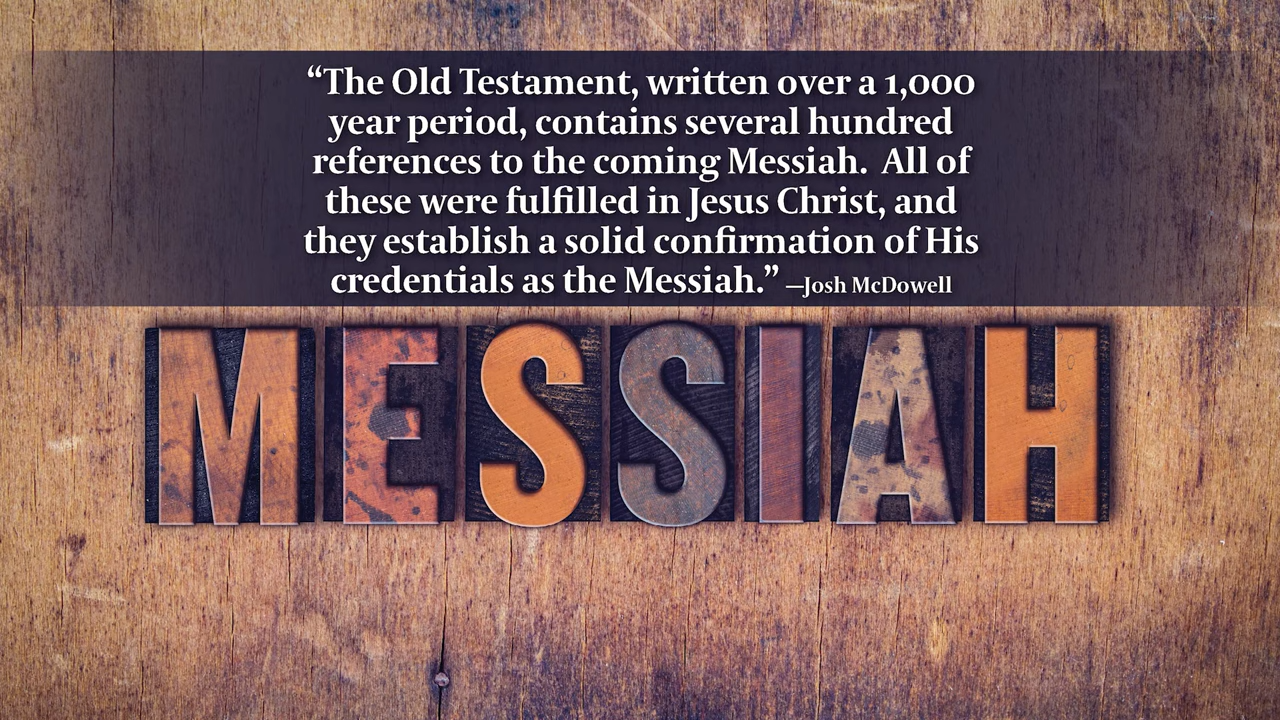 “The Old Testament, written over a 1,000
year period, contains several hundred
references to the coming Messiah.  All of
these were fulfilled in Jesus Christ, and
they establish a solid confirmation of His
credentials as the Messiah.” —Josh McDowell
MESSIAH